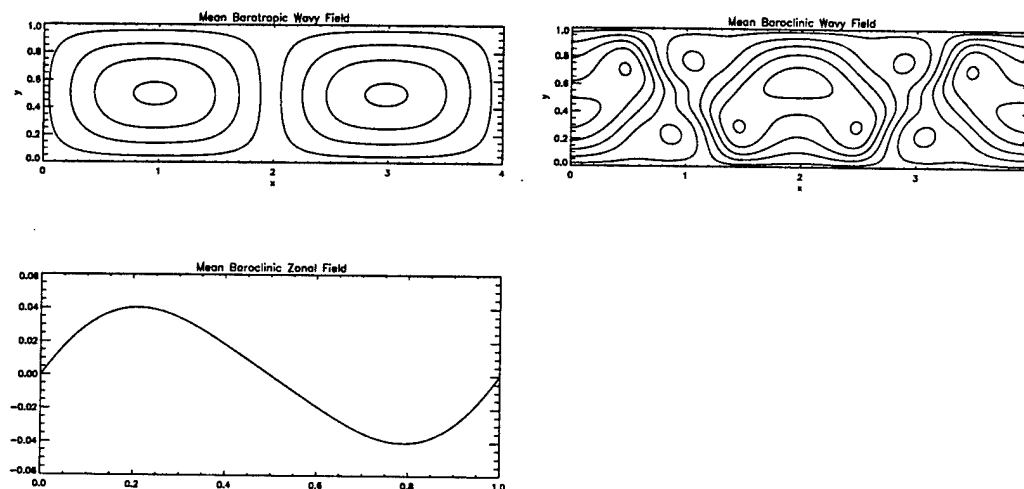 Mean Barotropic Wavy Field
1.0
0.8
0.6
y
0.4
0.2
0.0
0 1 2 3 4
x
Mean Baroclinic Wavy Field
1.0
0.8
0.6
y
0.4
0.2
0.0
0 1 2 3
x
Mean Baroclinic Zonal Field
0.06
0.04
0.02
0.00
-0.02
-0.04
-0.06
0.0 0.2 0.4 0.6 0.8 1.0